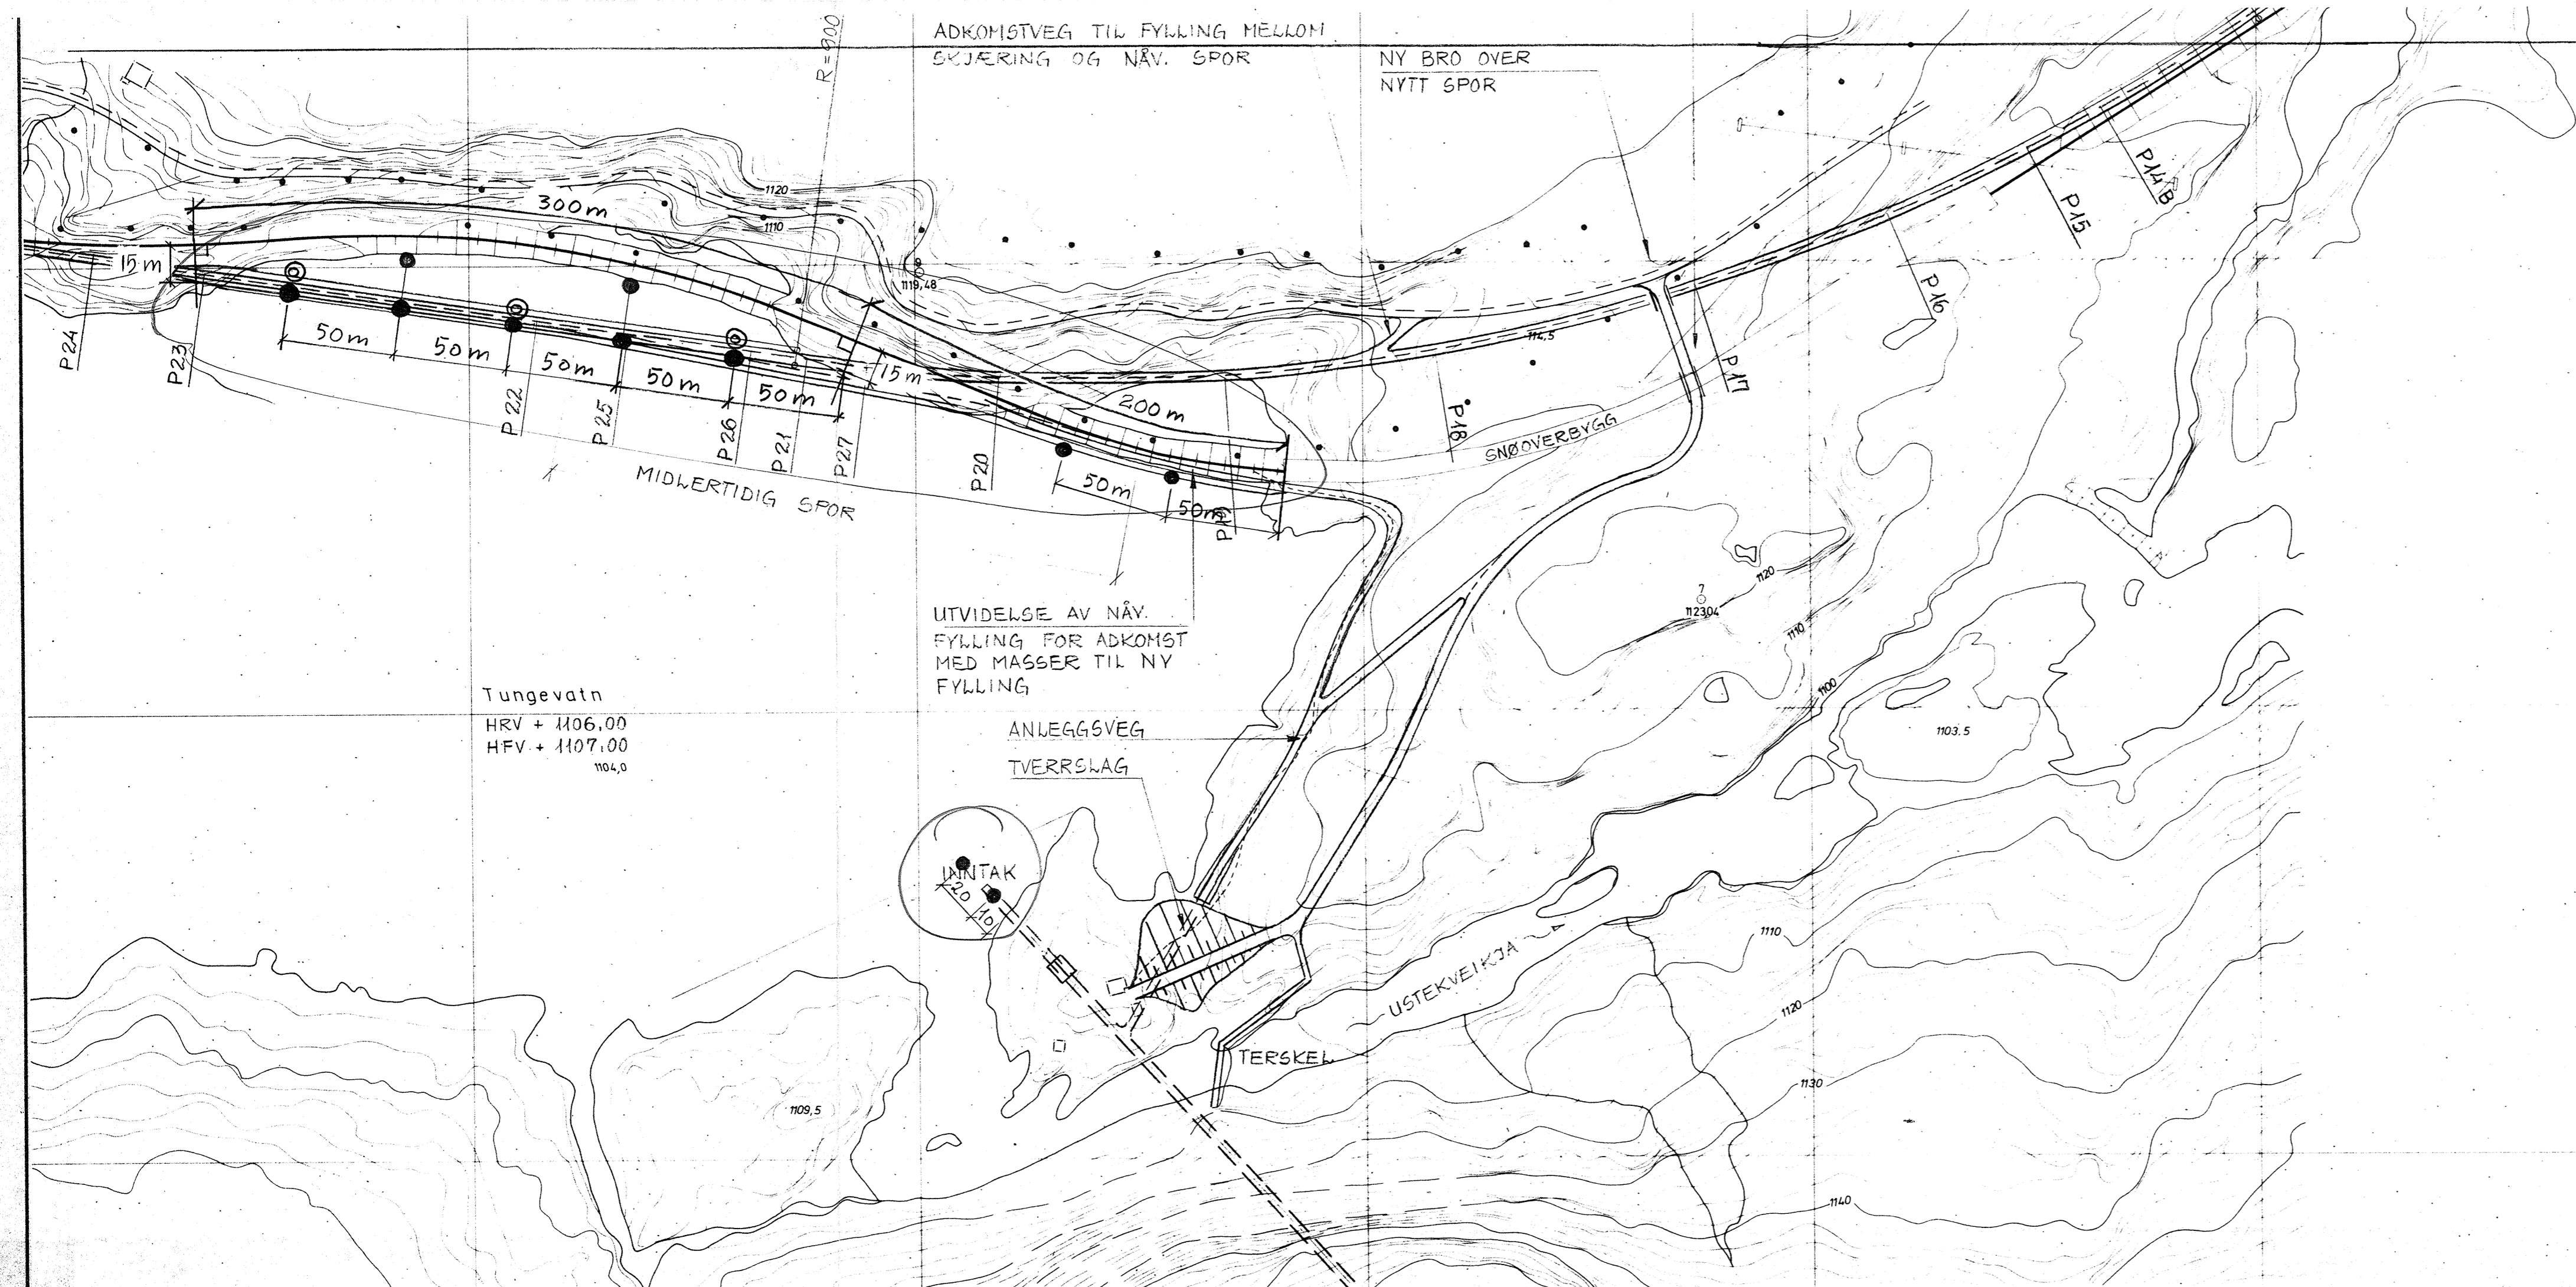 ADKOMSTVEG TIL FYLLING MELLOM
SKJÆRING OG NÅV. SPOR
NY BRO OVER
NYTT SPOR
R=900
1120
300m
1110
1119,48
15m
P24
P23
50m
50m
50m
50m
50m
15m
200m
P22
P25
P26
P21
P27
P20
50m
50m
P18
P17
P16
P15
P14B
114,5
SNØOVERBYGG
MIDLERTIDIG SPOR
UTVIDELSE AV NÅV.
FYLLING FOR ADKOMST
MED MASSER TIL NY
FYLLING
Tungevatn
HRV + 1106,00
HFV + 1107,00
1104,0
ANLEGGSVEG
TVERRSLAG
7
112304
1120
1110
1100
1103.5
INNTAK
20
10
USTEKVEIKJA
TERSKEL
1109,5
1110
1120
1130
1140